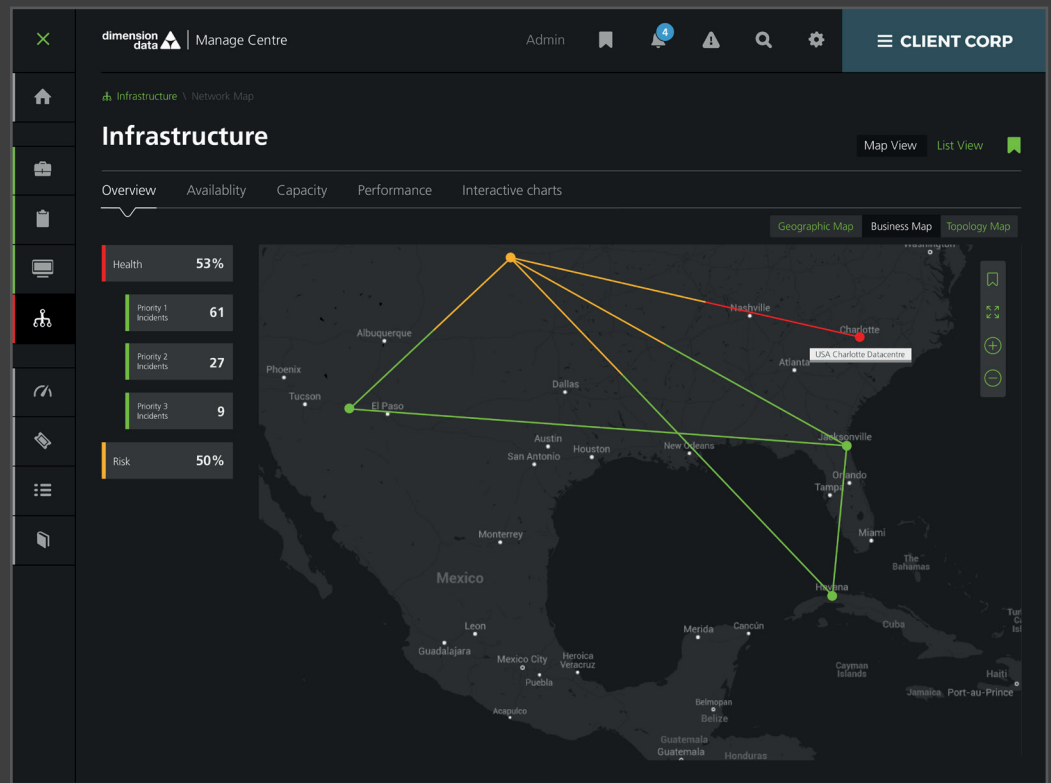 dimension
data
Manage Centre
Admin
4
CLIENT CORP
Infrastructure \ Network Map
Infrastructure
Map View
List View
Overview
Availablity
Capacity
Performance
Interactive charts
Geographic Map
Business Map
Topology Map
Health
53%
Priority 1
Incidents
61
Priority 2
Incidents
27
Priority 3
Incidents
9
Risk
50%
Washington
Nashville
Charlotte
USA Charlotte Datacentre
Albuquerque
Atlanta
Phoenix
Dallas
Tucson
El Paso
Austin
Jacksonville
Houston
New Orleans
San Antonio
Orlando
Tampa
Monterrey
Miami
The
Bahamas
Mexico
Havana
Leon
Merida
Cancún
Cuba
Guadalajara
Mexico City
Heroica
Veracruz
Cayman
Islands
Puebla
Haiti
Jamaica
Port-au-Prince
Acapulco
Belmopan
Belize
Guatemala
Guatemala
Honduras